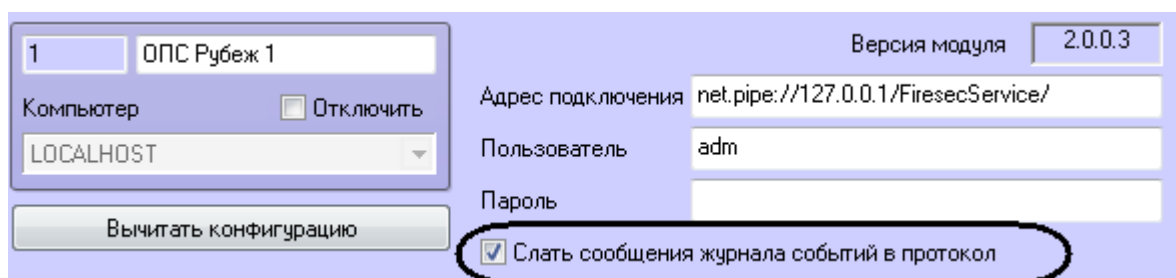 1
ОПС Рубеж 1
Компьютер
Отключить
LOCALHOST
Вычитать конфигурацию
Версия модуля 2.0.0.3
Адрес подключения net.pipe://127.0.0.1/FiresecService/
Пользователь adm
Пароль
Слать сообщения журнала событий в протокол